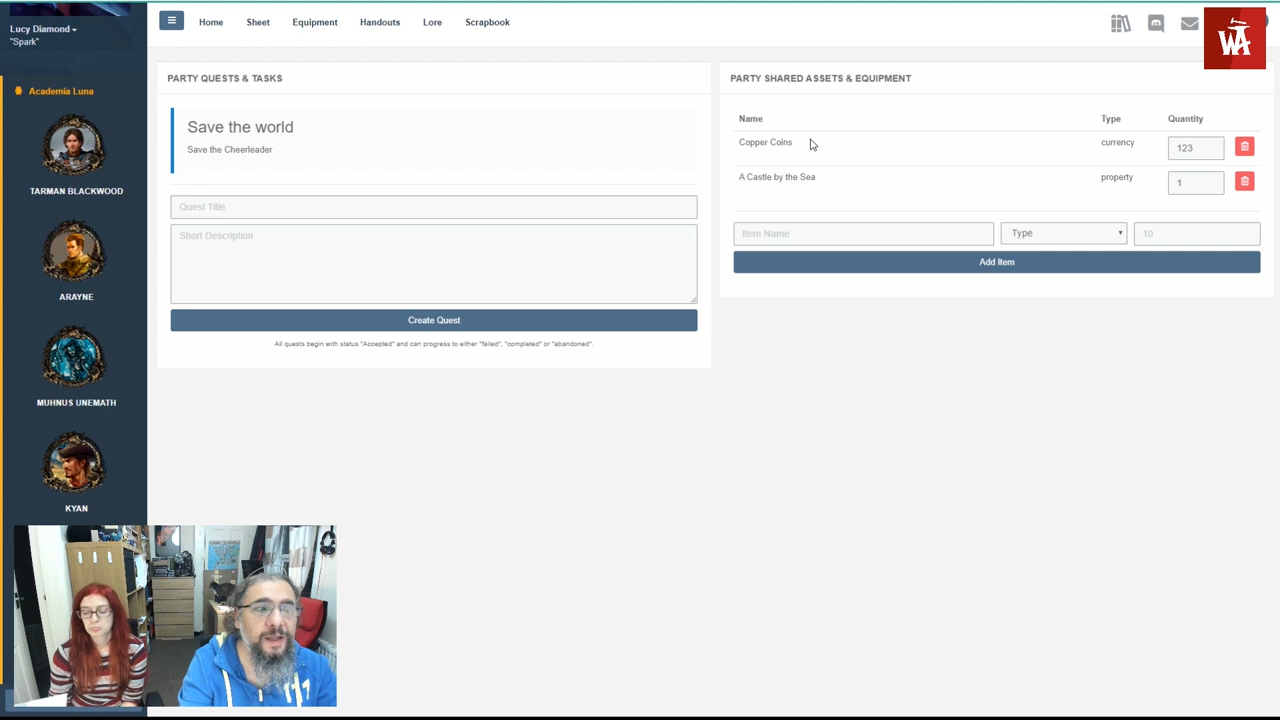 Lucy Diamond
"Spark"
Academia Luna
TARMAN BLACKWOOD
ARAYNE
MUHNUS UNEMATH
KYAN
Home Sheet Equipment Handouts Lore Scrapbook
WA
PARTY QUESTS & TASKS
Save the world
Save the Cheerleader
Quest Title
Short Description
Create Quest
All quests begin with status "Accepted" and can progress to either "failed", "completed" or "abandoned".
PARTY SHARED ASSETS & EQUIPMENT
Name Type Quantity
Copper Coins currency 123
A Castle by the Sea property 1
Item Name Type 10
Add Item